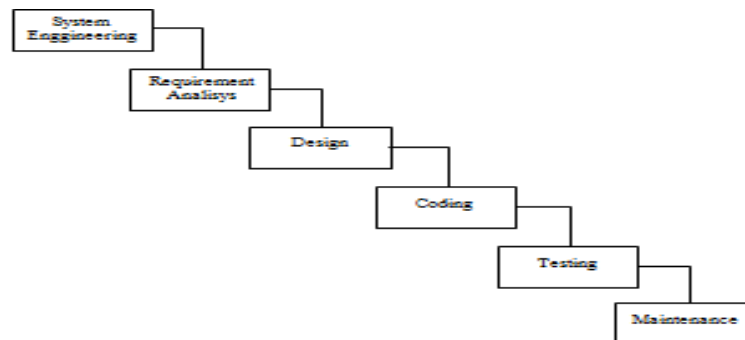 System
Enggineering
Requirement
Analisys
Design
Coding
Testing
Maintenance